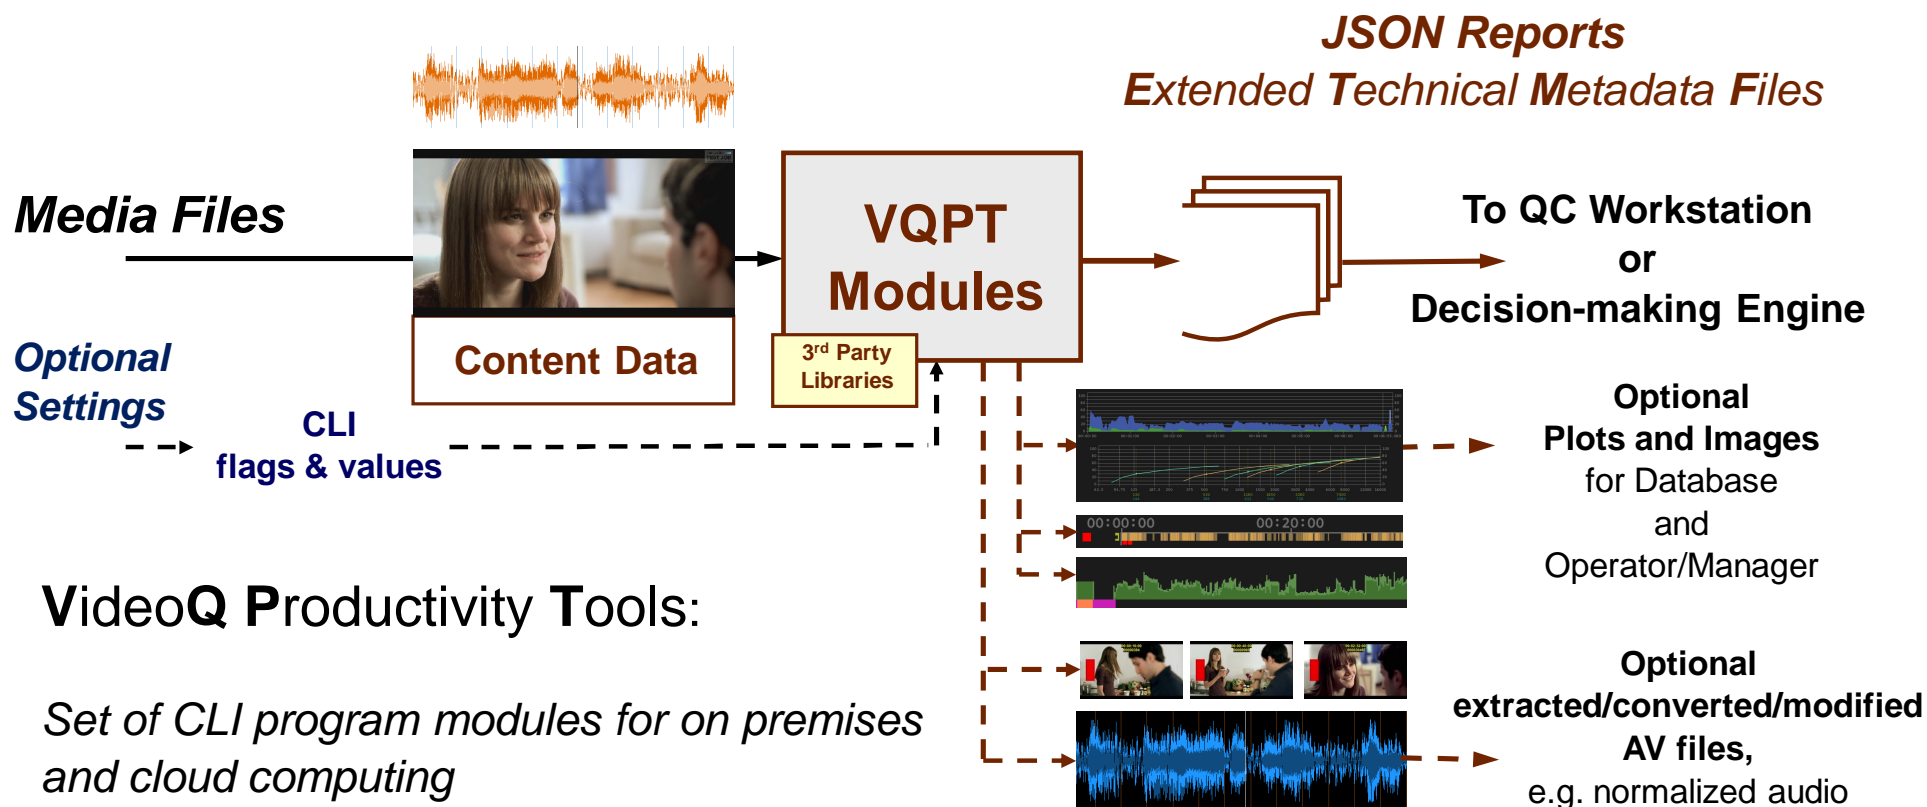 JSON Reports
Extended Technical Metadata Files
Media Files
VQPT
Modules
To QC Workstation
or
Decision-making Engine
Content Data
3rd Party
Libraries
Optional
Settings
CLI
flags & values
Optional
Plots and Images
for Database
and
Operator/Manager
00:00:00 00:20:00
VideoQ Productivity Tools:
Set of CLI program modules for on premises
and cloud computing
Optional
extracted/converted/modified
AV files,
e.g. normalized audio